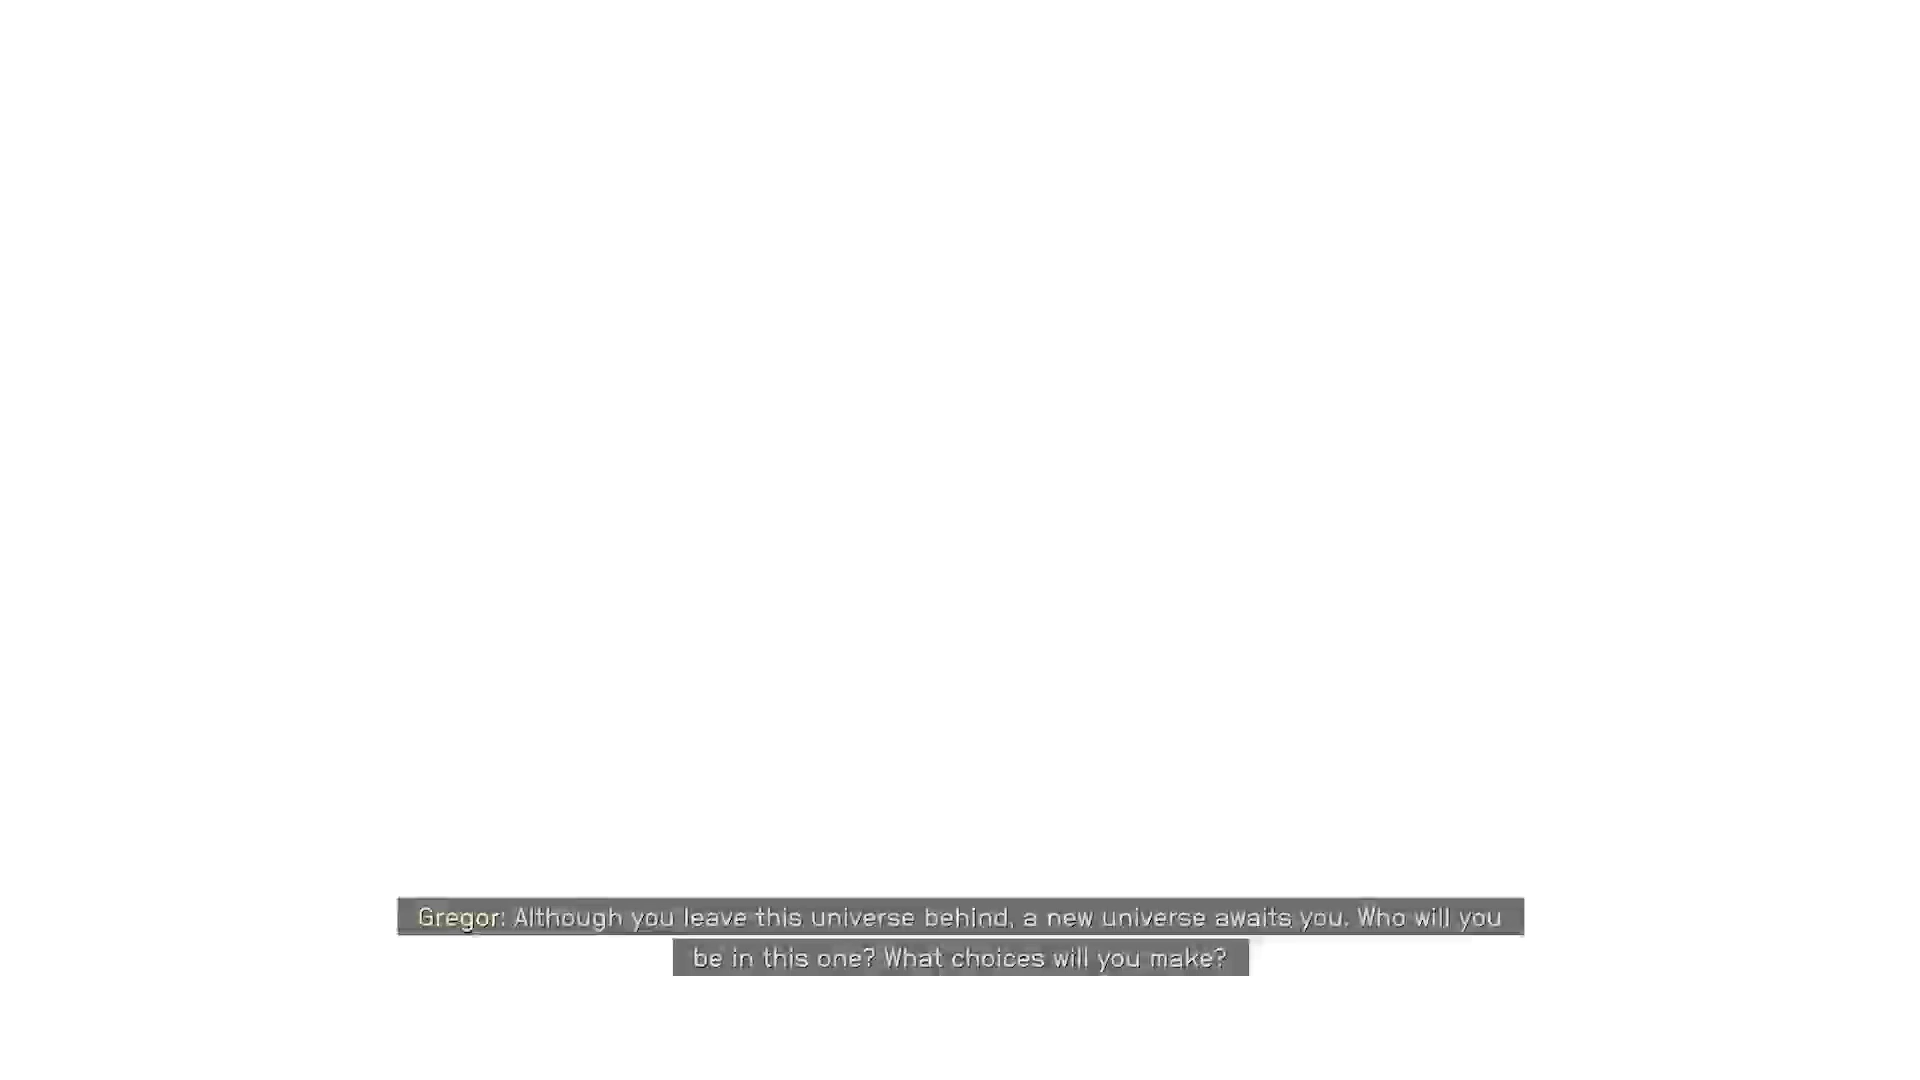 Gregor: Although you leave this universe behind, a new universe awaits you. Who will you
be in this one? What choices will you make?